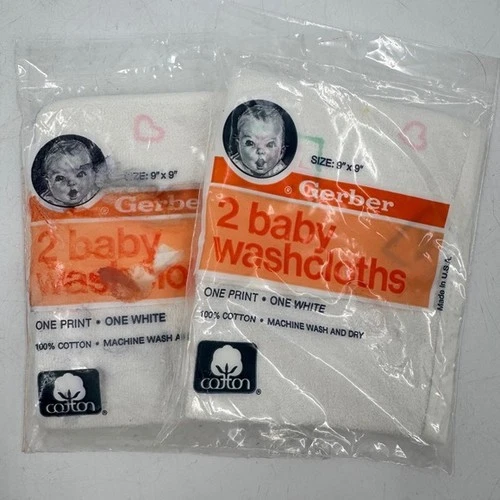 SIZE: 9" x 9"
Gerber
2 baby
was
ONE PRINT • ONE WHITE
100% COTTON • MACHINE WASH
cotton
®
SIZE: 9" x 9"
® Gerber
2 baby
washcloths
Made in U.S.A.
ONE PRINT • ONE WHITE
100% COTTON • MACHINE WASH AND DRY
cotton
®